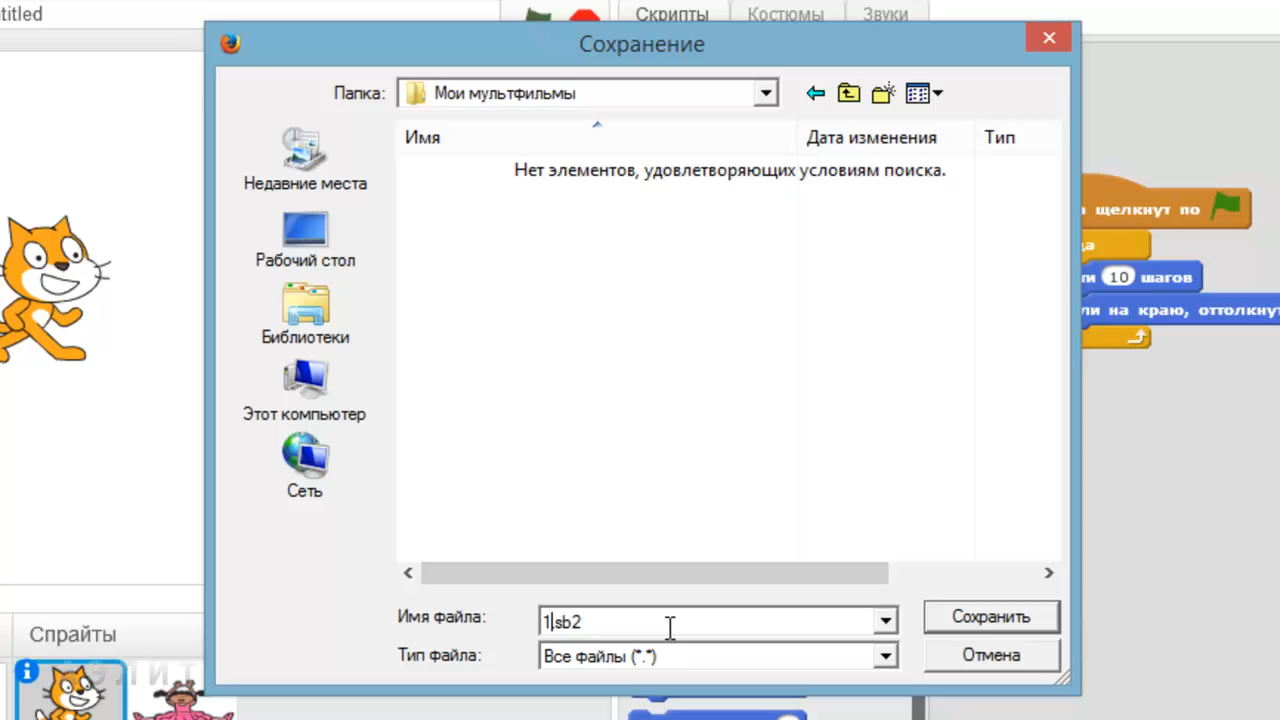 titled
Скрипты
Костюмы
Звуки
Сохранение
Папка:
Мои мультфильмы
Имя
Дата изменения
Тип
Нет элементов, удовлетворяющих условиям поиска.
Недавние места
Рабочий стол
Библиотеки
Этот компьютер
Сеть
щелкнут по
10 шагов
на краю, оттолкнут
Имя файла:
1.sb2
Сохранить
Тип файла:
Все файлы (*.*)
Отмена
Спрайты